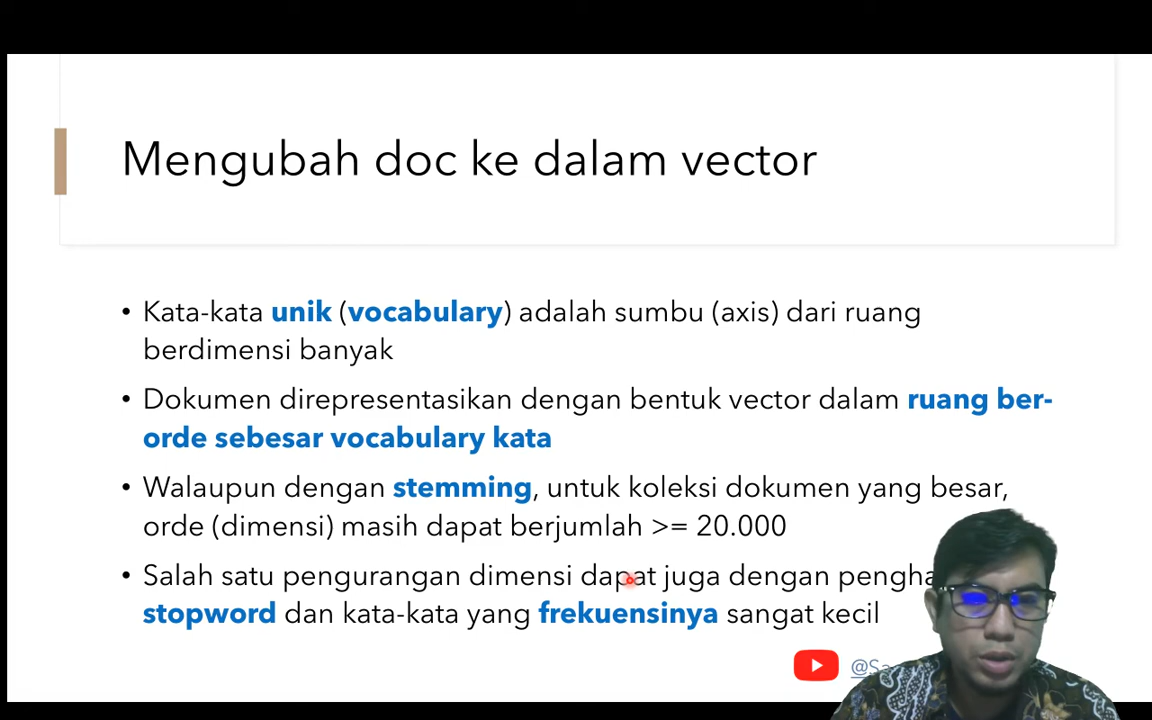 Mengubah doc ke dalam vector
• Kata-kata unik (vocabulary) adalah sumbu (axis) dari ruang
berdimensi banyak
• Dokumen direpresentasikan dengan bentuk vector dalam ruang ber-
orde sebesar vocabulary kata
• Walaupun dengan stemming, untuk koleksi dokumen yang besar,
orde (dimensi) masih dapat berjumlah >= 20.000
• Salah satu pengurangan dimensi dapat juga dengan
stopword dan kata-kata yang frekuensinya sangat kecil